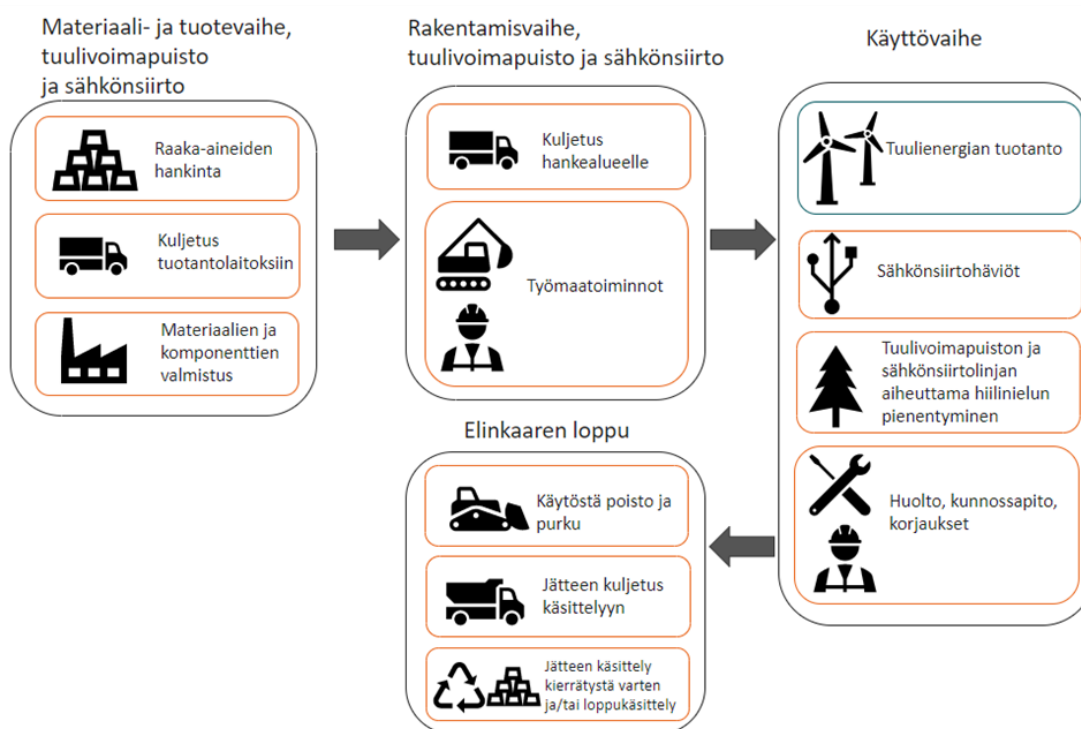 Materiaali- ja tuotevaihe,
tuulivoimapuisto
ja sähkönsiirto
Raaka-aineiden
hankinta
Kuljetus
tuotantolaitoksiin
Materiaalien ja
komponenttien
valmistus
Rakentamisvaihe,
tuulivoimapuisto ja sähkönsiirto
Kuljetus
hankealueelle
Työmaatoiminnot
Käyttövaihe
Tuulienergian tuotanto
Sähkönsiirtohäviöt
Tuulivoimapuiston ja
sähkönsiirtolinjan
aiheuttama hiilinielun
pienentyminen
Huolto, kunnossapito,
korjaukset
Elinkaaren loppu
Käytöstä poisto ja
purku
Jätteen kuljetus
käsittelyyn
Jätteen käsittely
kierrätystä varten
ja/tai loppukäsittely